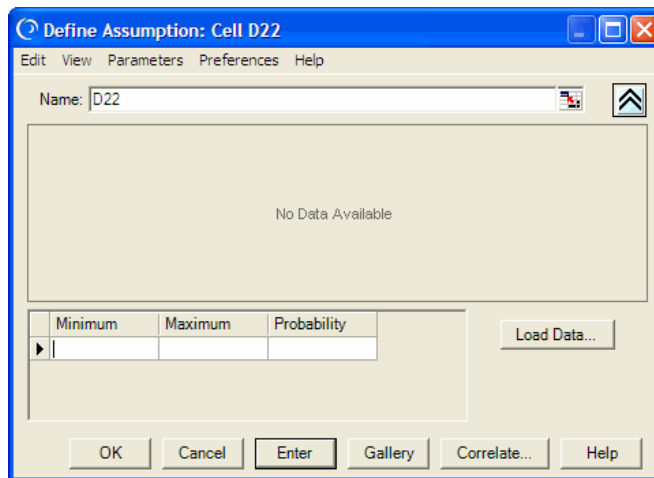 Define Assumption: Cell D22
Edit View Parameters Preferences Help
Name: D22
No Data Available
Minimum Maximum Probability
Load Data...
OK Cancel Enter Gallery Correlate... Help